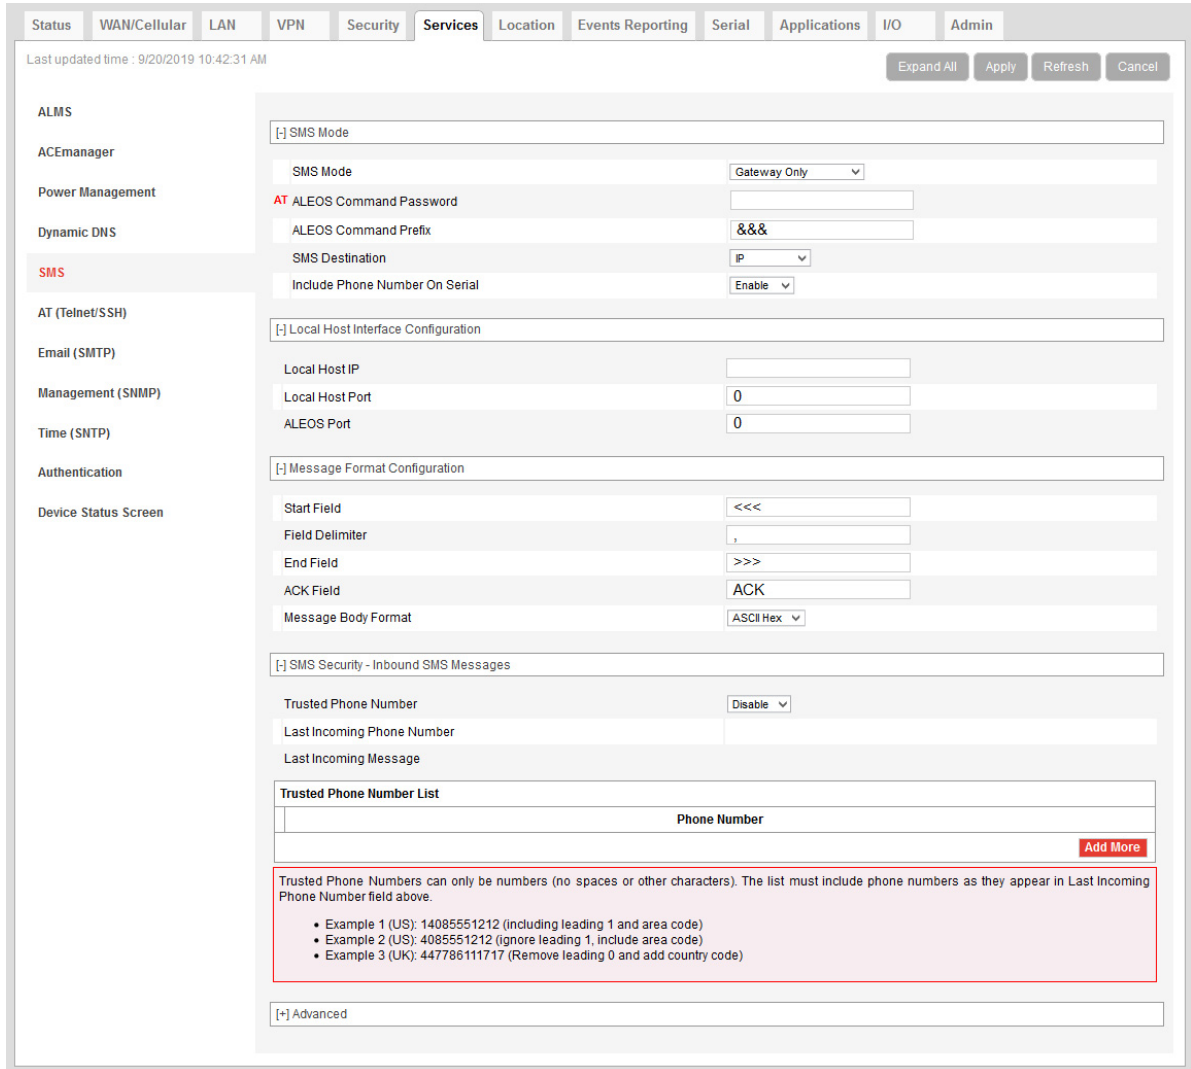 Status WAN/Cellular LAN VPN Security Services Location Events Reporting Serial Applications I/O Admin
Last updated time : 9/20/2019 10:42:31 AM
Expand All Apply Refresh Cancel
ALMS
ACEmanager
Power Management
Dynamic DNS
SMS
AT (Telnet/SSH)
Email (SMTP)
Management (SNMP)
Time (SNTP)
Authentication
Device Status Screen
[-] SMS Mode
SMS Mode Gateway Only
AT ALEOS Command Password
ALEOS Command Prefix &&&
SMS Destination IP
Include Phone Number On Serial Enable
[-] Local Host Interface Configuration
Local Host IP
Local Host Port 0
ALEOS Port 0
[-] Message Format Configuration
Start Field <<<
Field Delimiter ,
End Field >>>
ACK Field ACK
Message Body Format ASCII Hex
[-] SMS Security - Inbound SMS Messages
Trusted Phone Number Disable
Last Incoming Phone Number
Last Incoming Message
Trusted Phone Number List
Phone Number
Add More
Trusted Phone Numbers can only be numbers (no spaces or other characters). The list must include phone numbers as they appear in Last Incoming
Phone Number field above.
• Example 1 (US): 14085551212 (including leading 1 and area code)
• Example 2 (US): 4085551212 (ignore leading 1, include area code)
• Example 3 (UK): 447786111717 (Remove leading 0 and add country code)
[+] Advanced